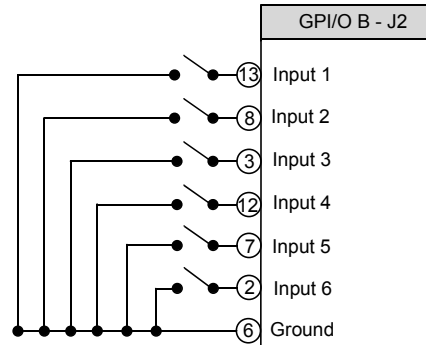 GPI/O B - J2
13 Input 1
8 Input 2
3 Input 3
12 Input 4
7 Input 5
2 Input 6
6 Ground